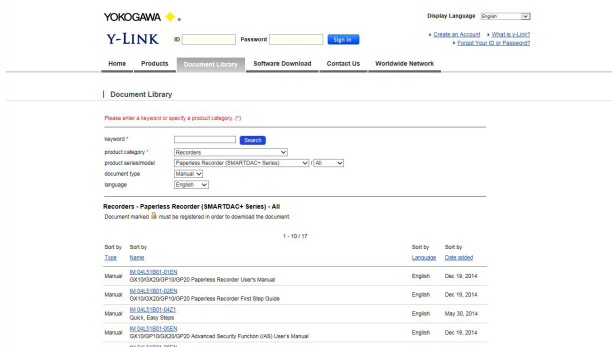 YOKOGAWA
Display Language English
Y-LINK ID Password Sign In
Create an Account What is y-Link?
Forgot Your ID or Password?
Home Products Document Library Software Download Contact Us Worldwide Network
Document Library
Please enter a keyword or specify a product category. (*)
keyword * Search
product category * Recorders
product series/model Paperless Recorder (SMARTDAC+ Series) / All
document type Manual
language English
Recorders - Paperless Recorder (SMARTDAC+ Series) - All
Document marked must be registered in order to download the document.
1 - 10 / 17
Sort by Sort by Sort by Sort by
Type Name Language Date added
Manual IM 04L51B01-01EN English Dec 19, 2014
GX10/GX20/GP10/GP20 Paperless Recorder User's Manual
Manual IM 04L51B01-02EN English Dec 19, 2014
GX10/GX20/GP10/GP20 Paperless Recorder First Step Guide
Manual IM 04L51B01-04Z1 English May 30, 2014
Quick, Easy Steps
Manual IM 04L51B01-05EN English Dec 19, 2014
GX10/GX20/GP10/GP20 Advanced Security Function (/AS) User's Manual